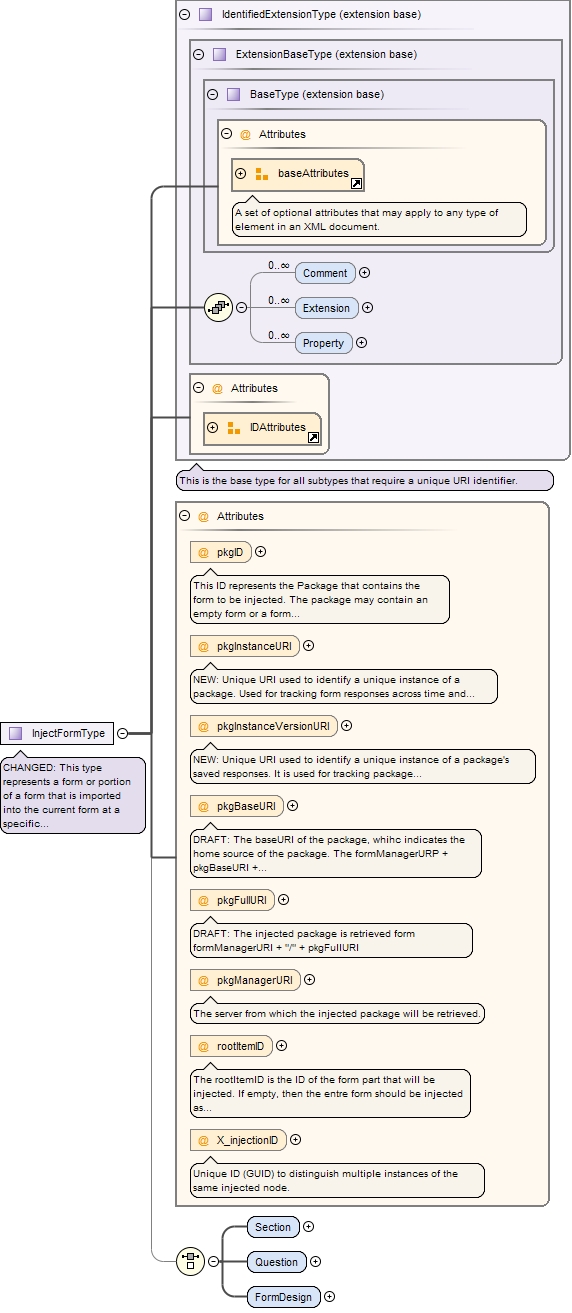 IdentifiedExtensionType (extension base)
ExtensionBaseType (extension base)
BaseType (extension base)
@ Attributes
baseAttributes
A set of optional attributes that may apply to any type of
element in an XML document.
0..∞ Comment
0..∞ Extension
0..∞ Property
@ Attributes
IDAttributes
This is the base type for all subtypes that require a unique URI identifier.
@ Attributes
@ pkgID
This ID represents the Package that contains the
form to be injected. The package may contain an
empty form or a form...
@ pkgInstanceURI
NEW: Unique URI used to identify a unique instance of a
package. Used for tracking form responses across time and...
@ pkgInstanceVersionURI
NEW: Unique URI used to identify a unique instance of a package's
saved responses. It is used for tracking package...
@ pkgBaseURI
DRAFT: The baseURI of the package, whihc indicates the
home source of the package. The formManagerURP +
pkgBaseURI +...
@ pkgFullURI
DRAFT: The injected package is retrieved form
formManagerURI + "/" + pkgFullURI
@ pkgManagerURI
The server from which the injected package will be retrieved.
@ rootItemID
The rootItemID is the ID of the form part that will be
injected. If empty, then the entre form should be injected
as...
@ X_injectionID
Unique ID (GUID) to distinguish multiple instances of the
same injected node.
InjectFormType
CHANGED: This type
represents a form or portion
of a form that is imported
into the current form at a
specific...
Section
Question
FormDesign